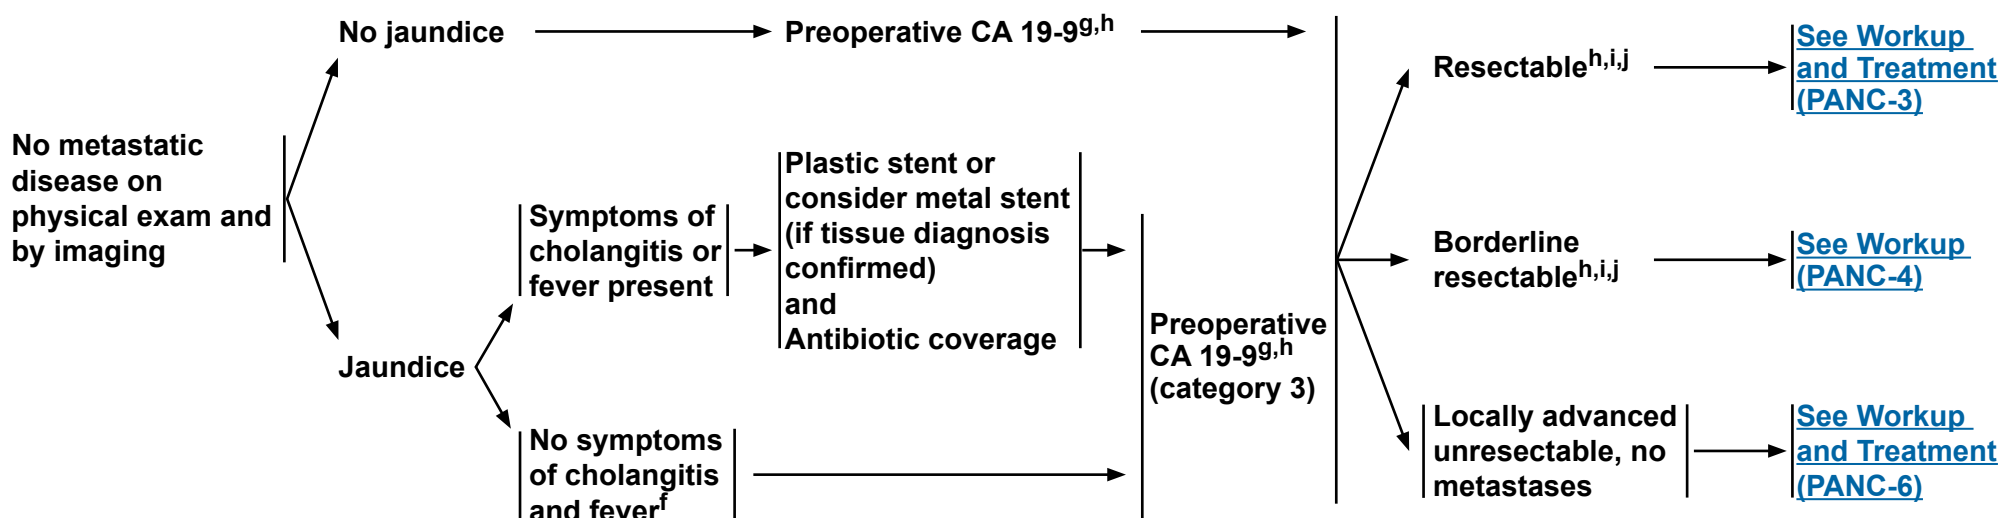 No metastatic
disease on
physical exam and
by imaging
No jaundice
Preoperative CA 19-9g,h
Jaundice
Symptoms of
cholangitis or
fever present
Plastic stent or
consider metal stent
(if tissue diagnosis
confirmed)
and
Antibiotic coverage
No symptoms
of cholangitis
and feverf
Preoperative
CA 19-9g,h
(category 3)
Resectableh,i,j
See Workup
and Treatment
(PANC-3)
Borderline
resectableh,i,j
See Workup
(PANC-4)
Locally advanced
unresectable, no
metastases
See Workup
and Treatment
(PANC-6)